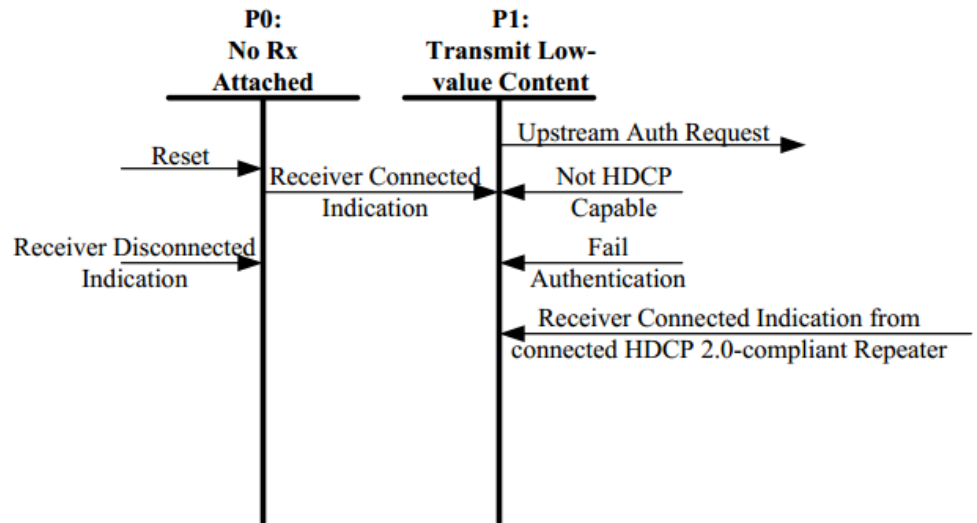 P0:
No Rx
Attached
P1:
Transmit Low-
value Content
Upstream Auth Request
Reset
Receiver Connected
Indication
Not HDCP
Capable
Receiver Disconnected
Indication
Fail
Authentication
Receiver Connected Indication from
connected HDCP 2.0-compliant Repeater